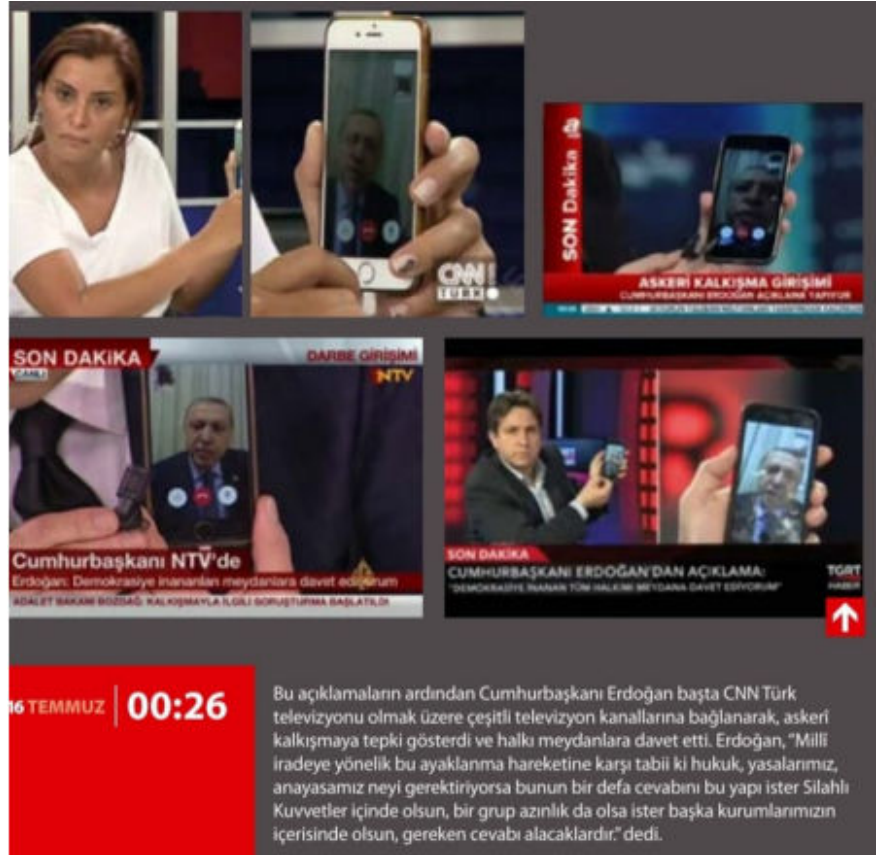 CNN
TÜRK
SON Dakika
ASKERİ KALKIŞMA GİRİŞİMİ
CUMHURBAŞKANI ERDOĞAN AÇIKLAMA YAPIYOR
SON DAKİKA
DARBE GİRİŞİMİ
CANLI
NTV
Cumhurbaşkanı NTV'de
Erdoğan: Demokrasiye inananları meydanlara davet ediyorum
ADALET BAKANI BOZDAĞ: KALKIŞMAYLA İLGİLİ SORUŞTURMA BAŞLATILDI
SON DAKİKA
CUMHURBAŞKANI ERDOĞAN'DAN AÇIKLAMA:
"DEMOKRASİYE İNANAN TÜM HALKIMI MEYDANA DAVET EDİYORUM"
TGRT
HABER
16 TEMMUZ | 00:26
Bu açıklamaların ardından Cumhurbaşkanı Erdoğan başta CNN Türk
televizyonu olmak üzere çeşitli televizyon kanallarına bağlanarak, askerî
kalkışmaya tepki gösterdi ve halkı meydanlara davet etti. Erdoğan, "Millî
iradeye yönelik bu ayaklanma hareketine karşı tabii ki hukuk, yasalarımız,
anayasamız neyi gerektiriyorsa bunun bir defa cevabını bu yapı ister Silahlı
Kuvvetler içinde olsun, bir grup azınlık da olsa ister başka kurumlarımızın
içerisinde olsun, gereken cevabı alacaklardır." dedi.